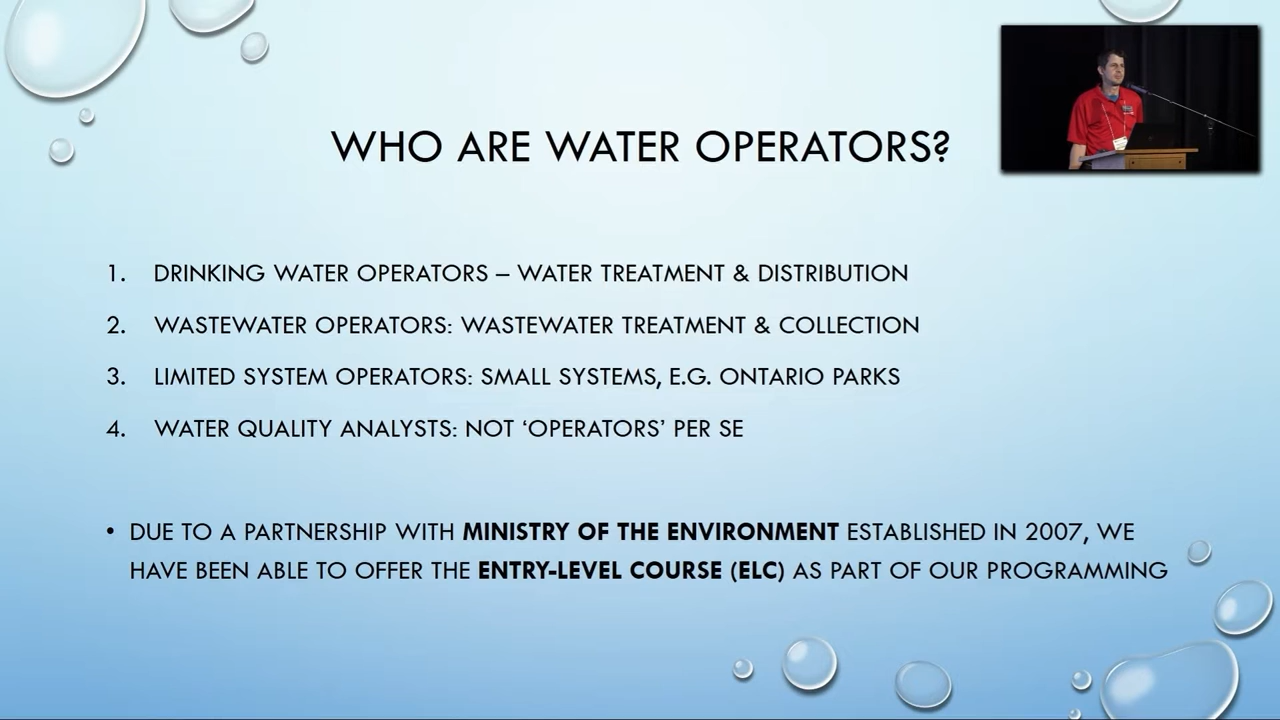 WHO ARE WATER OPERATORS?
1. DRINKING WATER OPERATORS – WATER TREATMENT & DISTRIBUTION
2. WASTEWATER OPERATORS: WASTEWATER TREATMENT & COLLECTION
3. LIMITED SYSTEM OPERATORS: SMALL SYSTEMS, E.G. ONTARIO PARKS
4. WATER QUALITY ANALYSTS: NOT ‘OPERATORS’ PER SE
• DUE TO A PARTNERSHIP WITH MINISTRY OF THE ENVIRONMENT ESTABLISHED IN 2007, WE
HAVE BEEN ABLE TO OFFER THE ENTRY-LEVEL COURSE (ELC) AS PART OF OUR PROGRAMMING